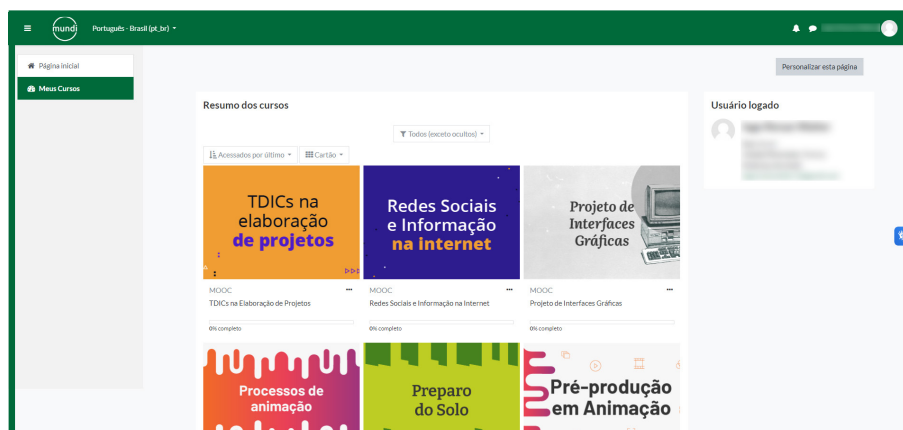 mundi
Português - Brasil (pt_br)
Página inicial
Meus Cursos
Personalizar esta página
Resumo dos cursos
Todos (exceto ocultos)
Acessados por último
Cartão
TDICs na
elaboração
de projetos
MOOC
TDICs na Elaboração de Projetos
0% completo
Redes Sociais
e Informação
na internet
MOOC
Redes Sociais e Informação na Internet
0% completo
Projeto de
Interfaces
Gráficas
MOOC
Projeto de Interfaces Gráficas
0% completo
Processos de
animação
Preparo
do Solo
Pré-produção
em Animação
Usuário logado